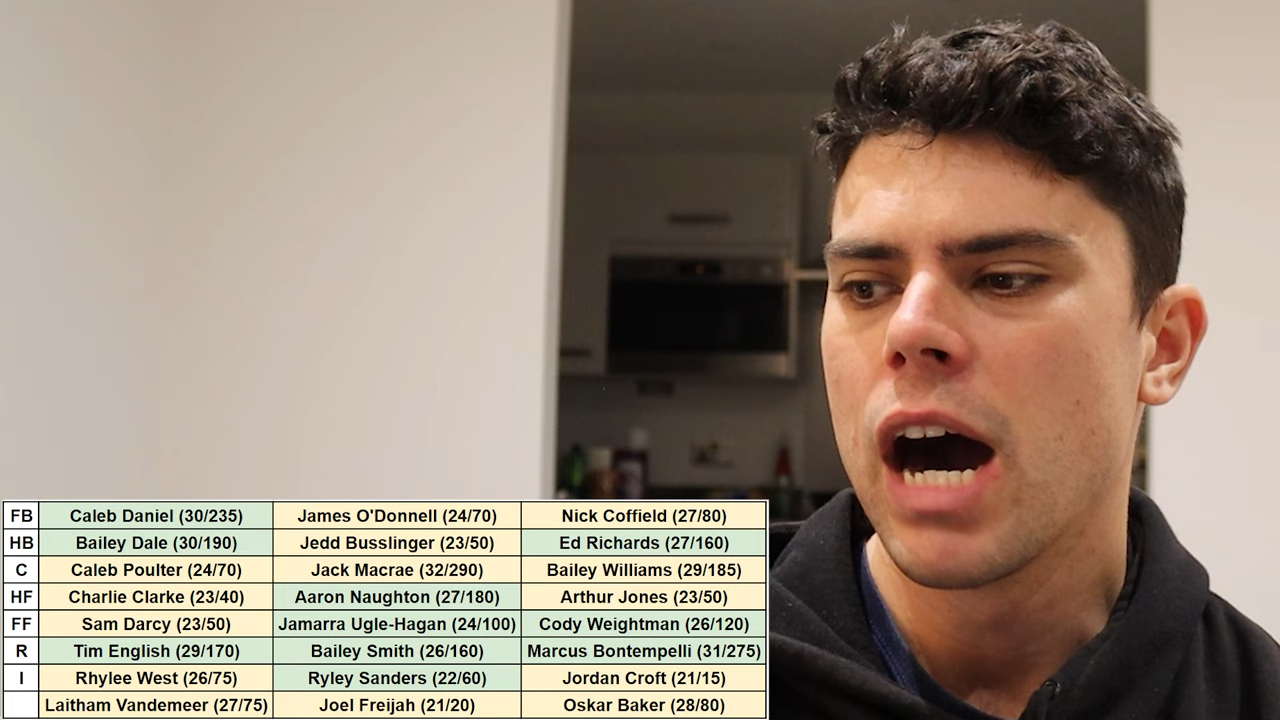 FB Caleb Daniel (30/235) James O'Donnell (24/70) Nick Coffield (27/80)
HB Bailey Dale (30/190) Jedd Busslinger (23/50) Ed Richards (27/160)
C Caleb Poulter (24/70) Jack Macrae (32/290) Bailey Williams (29/185)
HF Charlie Clarke (23/40) Aaron Naughton (27/180) Arthur Jones (23/50)
FF Sam Darcy (23/50) Jamarra Ugle-Hagan (24/100) Cody Weightman (26/120)
R Tim English (29/170) Bailey Smith (26/160) Marcus Bontempelli (31/275)
I Rhylee West (26/75) Ryley Sanders (22/60) Jordan Croft (21/15)
Laitham Vandemeer (27/75) Joel Freijah (21/20) Oskar Baker (28/80)